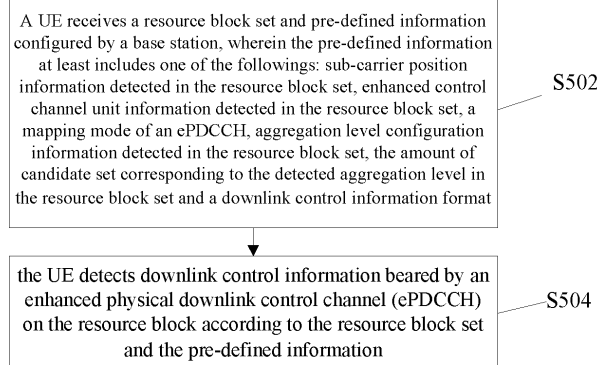 A UE receives a resource block set and pre-defined information
configured by a base station, wherein the pre-defined information
at least includes one of the followings: sub-carrier position
information detected in the resource block set, enhanced control
channel unit information detected in the resource block set, a
mapping mode of an ePDCCH, aggregation level configuration
information detected in the resource block set, the amount of
candidate set corresponding to the detected aggregation level in
the resource block set and a downlink control information format
S502
the UE detects downlink control information beared by an
enhanced physical downlink control channel (ePDCCH)
on the resource block according to the resource block set
and the pre-defined information
S504